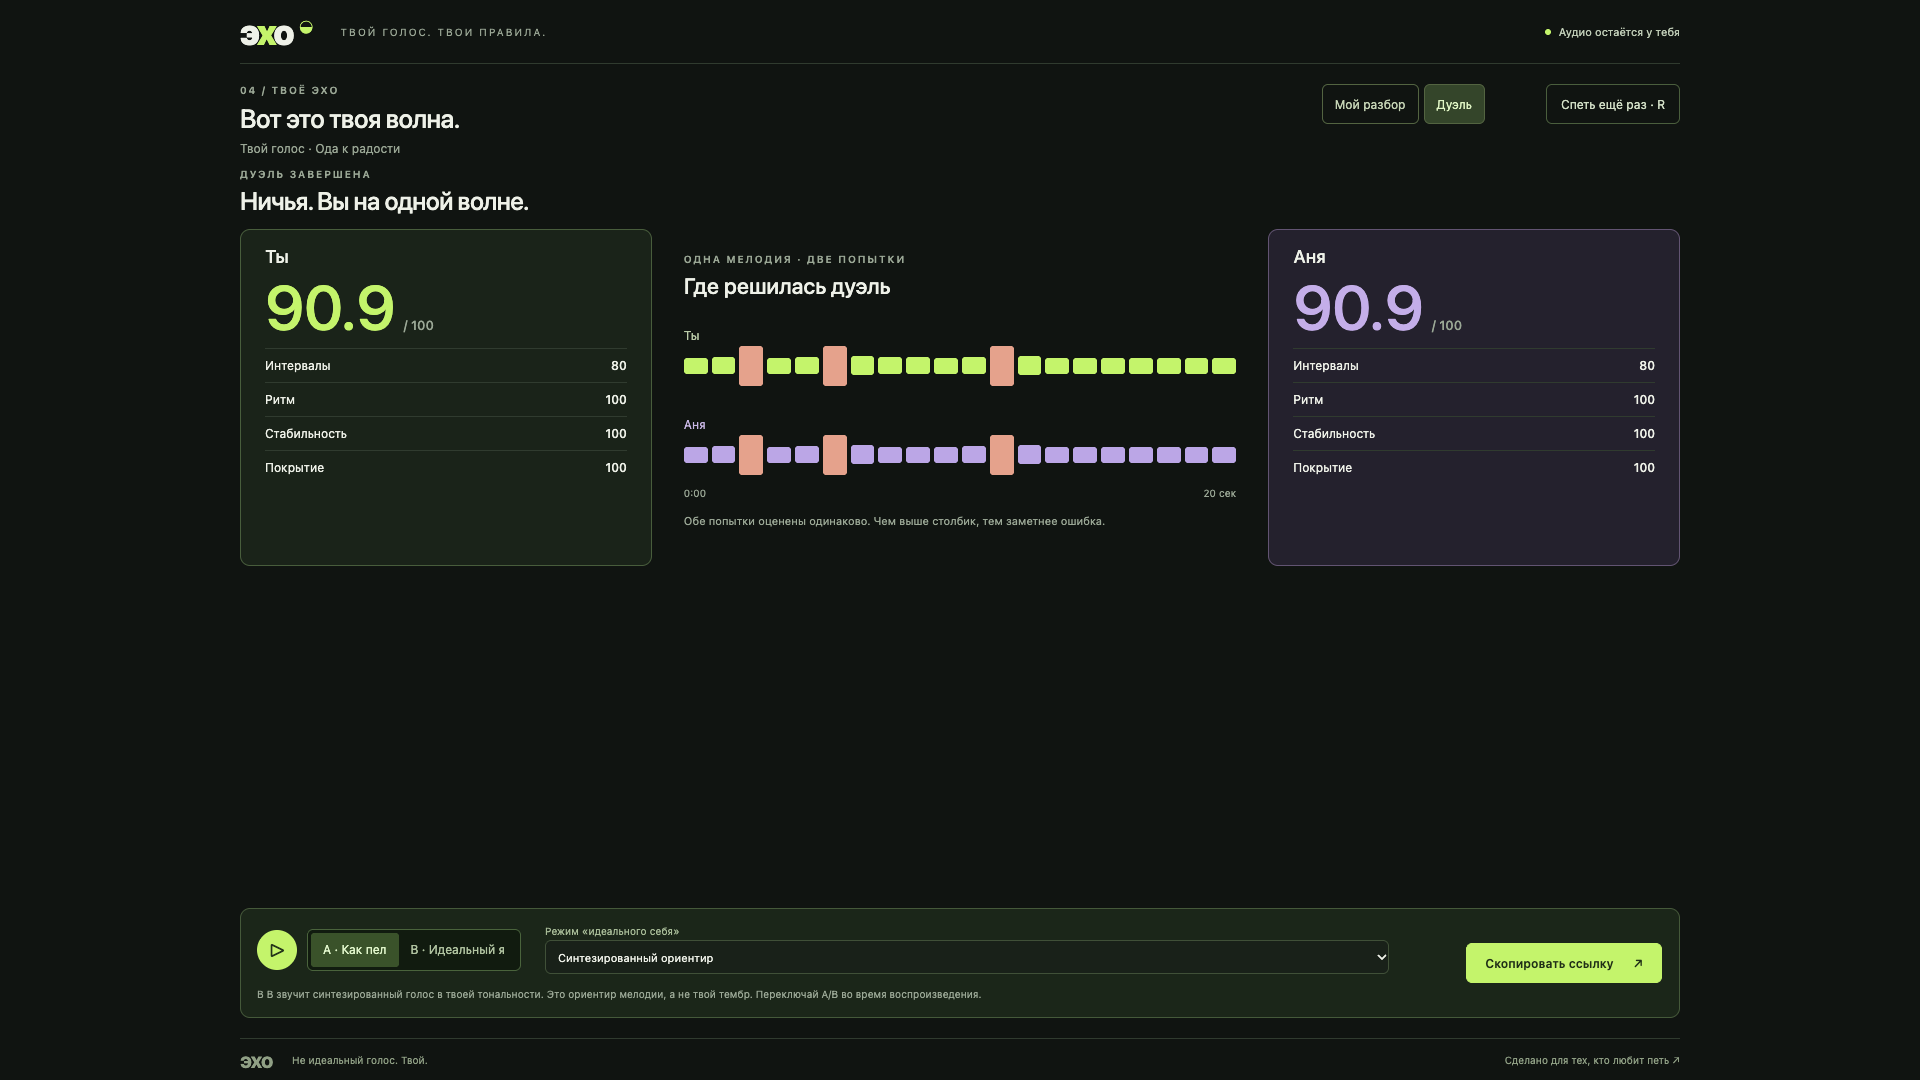 эхо
ТВОЙ ГОЛОС. ТВОИ ПРАВИЛА.
Аудио остаётся у тебя
04 / ТВОЁ ЭХО
Вот это твоя волна.
Твой голос · Ода к радости
Мой разбор
Дуэль
Спеть ещё раз · R
ДУЭЛЬ ЗАВЕРШЕНА
Ничья. Вы на одной волне.
Ты
90.9 / 100
Интервалы 80
Ритм 100
Стабильность 100
Покрытие 100
ОДНА МЕЛОДИЯ · ДВЕ ПОПЫТКИ
Где решилась дуэль
Ты
Аня
0:00 20 сек
Обе попытки оценены одинаково. Чем выше столбик, тем заметнее ошибка.
Аня
90.9 / 100
Интервалы 80
Ритм 100
Стабильность 100
Покрытие 100
A · Как пел
B · Идеальный я
Режим «идеального себя»
Синтезированный ориентир
Скопировать ссылку ↗
В B звучит синтезированный голос в твоей тональности. Это ориентир мелодии, а не твой тембр. Переключай A/B во время воспроизведения.
эхо
Не идеальный голос. Твой.
Сделано для тех, кто любит петь ↗